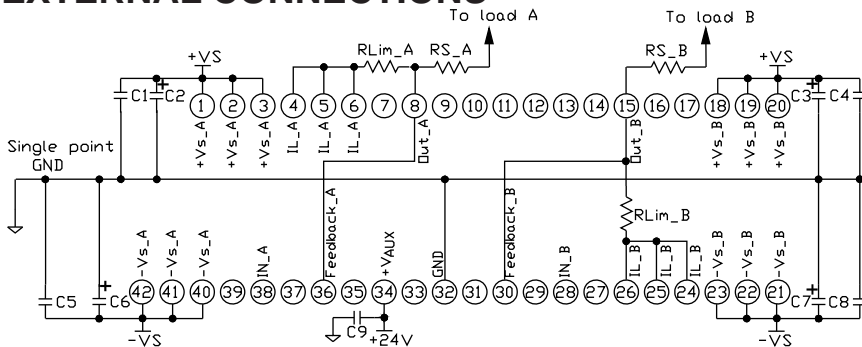 EXTERNAL CONNECTIONS
To load A To load B
RLim_A RS_A RS_B
+VS +VS
C1 C2 C3 C4
1 2 3 4 5 6 7 8 9 10 11 12 13 14 15 16 17 18 19 20
+Vs_A +Vs_A +Vs_A IL_A IL_A IL_A Out_A Out_B +Vs_B +Vs_B +Vs_B
Single point
GND
RLim_B
-Vs_A -Vs_A -Vs_A IN_A Feedback_A +VAUX GND Feedback_B IN_B IL_B IL_B IL_B -Vs_B -Vs_B -Vs_B
42 41 40 39 38 37 36 35 34 33 32 31 30 29 28 27 26 25 24 23 22 21
C5 C6 C7 C8
C9
-VS +24V -VS